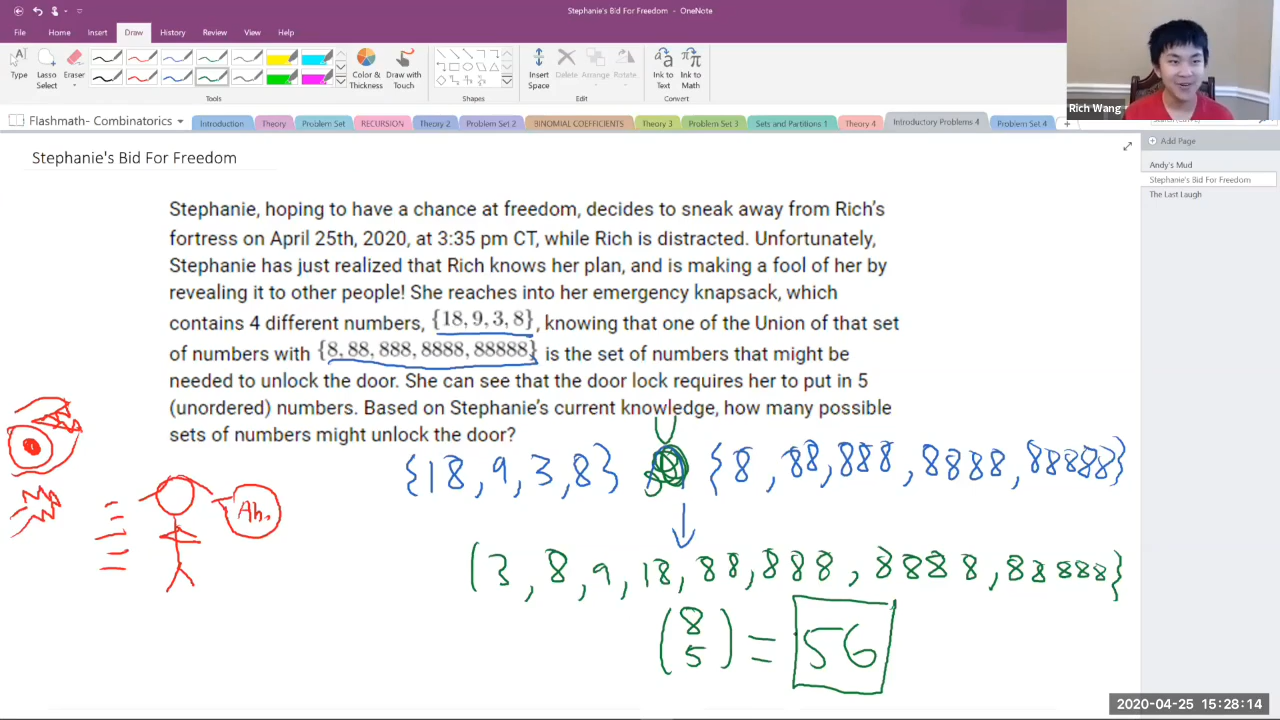 Stephanie's Bid For Freedom - OneNote
File Home Insert Draw History Review View Help
Type Lasso Select Eraser Color & Thickness Draw with Touch Shapes Insert Space Delete Arrange Rotate Ink to Text Ink to Math
Tools Shapes Edit Convert
Rich Wang
Flashmath- Combinatorics Introduction Theory Problem Set RECURSION Theory 2 Problem Set 2 BINOMIAL COEFFICIENTS Theory 3 Problem Set 3 Sets and Partitions 1 Theory 4 Introductory Problems 4 Problem Set 4
Add Page
Andy's Mud
Stephanie's Bid For Freedom
The Last Laugh
Stephanie's Bid For Freedom
Stephanie, hoping to have a chance at freedom, decides to sneak away from Rich's
fortress on April 25th, 2020, at 3:35 pm CT, while Rich is distracted. Unfortunately,
Stephanie has just realized that Rich knows her plan, and is making a fool of her by
revealing it to other people! She reaches into her emergency knapsack, which
contains 4 different numbers, {18, 9, 3, 8}, knowing that one of the Union of that set
of numbers with {8, 88, 888, 8888, 88888} is the set of numbers that might be
needed to unlock the door. She can see that the door lock requires her to put in 5
(unordered) numbers. Based on Stephanie's current knowledge, how many possible
sets of numbers might unlock the door?
{18, 9, 3, 8} U {8, 88, 888, 8888, 88888}
Ah.
(3, 8, 9, 18, 88, 888, 8888, 88888}
(8
5) = 56
2020-04-25 15:28:14